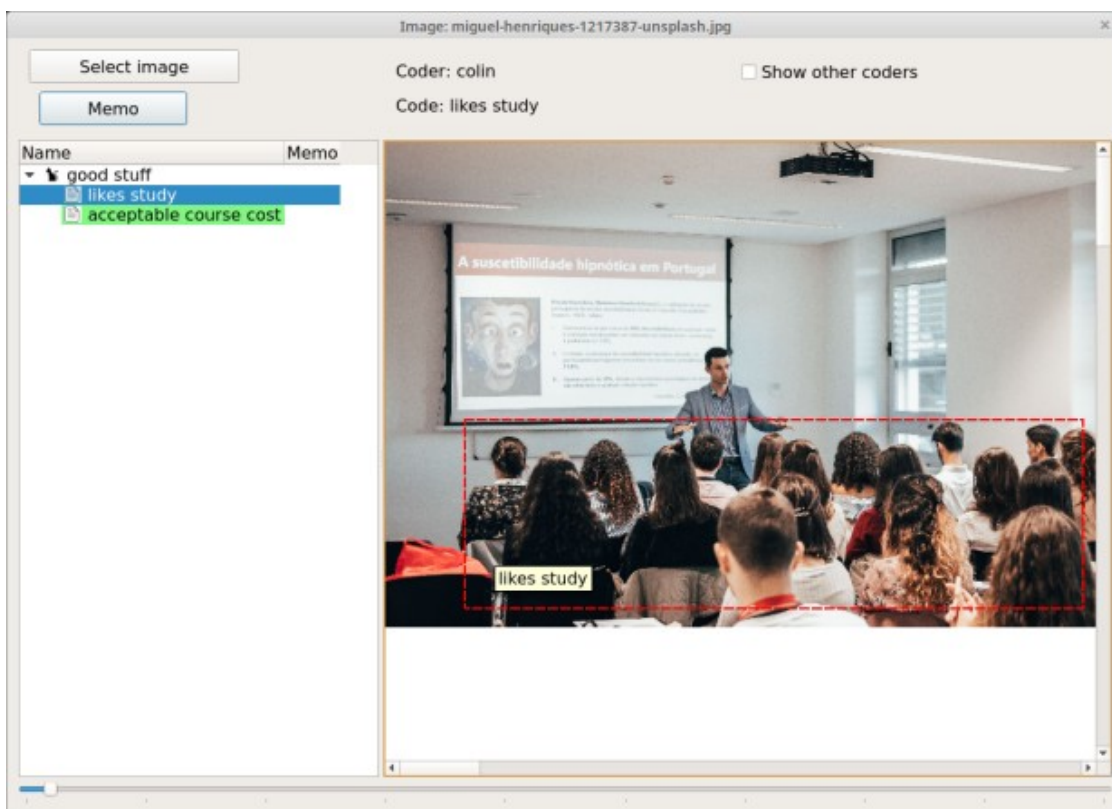 Image: miguel-henriques-1217387-unsplash.jpg
Select image
Coder: colin
Show other coders
Memo
Code: likes study
Name
Memo
good stuff
likes study
acceptable course cost
A suscetibilidade hipnótica em Portugal
likes study